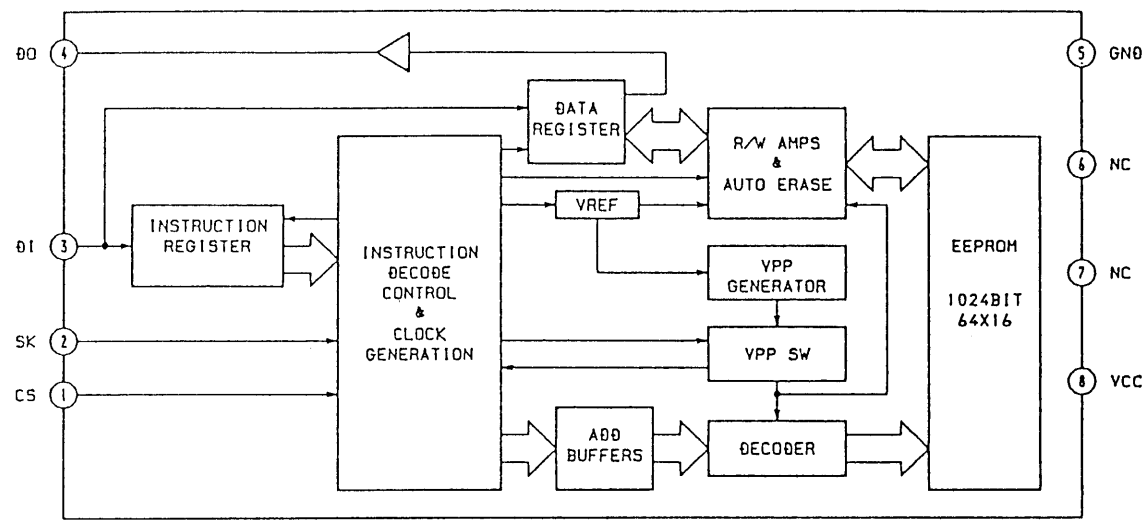 DO 4
5 GND
DATA
REGISTER
R/W AMPS
&
AUTO ERASE
6 NC
VREF
INSTRUCTION
REGISTER
DI 3
INSTRUCTION
DECODE
CONTROL
&
CLOCK
GENERATION
VPP
GENERATOR
EEPROM
1024BIT
64X16
7 NC
SK 2
VPP SW
CS 1
8 VCC
ADD
BUFFERS
DECODER